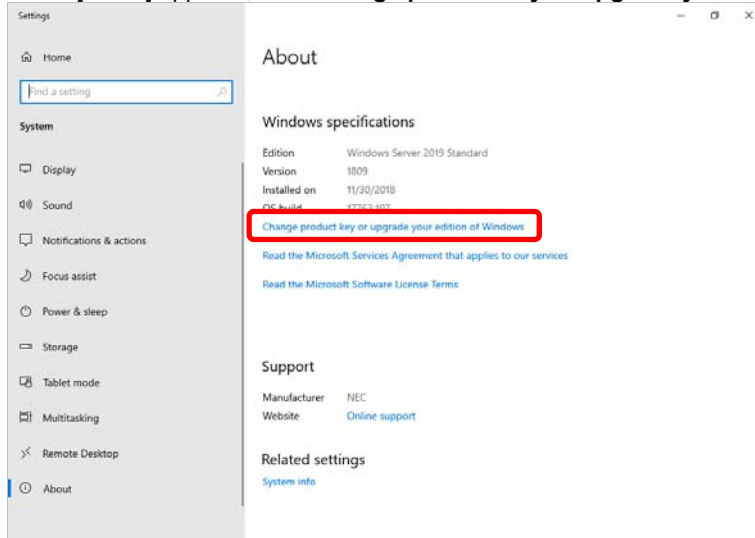 Settings
Home
Find a setting
System
Display
Sound
Notifications & actions
Focus assist
Power & sleep
Storage
Tablet mode
Multitasking
Remote Desktop
About
About
Windows specifications
Edition Windows Server 2019 Standard
Version 1809
Installed on 11/30/2018
OS build 17763.107
Change product key or upgrade your edition of Windows
Read the Microsoft Services Agreement that applies to our services
Read the Microsoft Software License Terms
Support
Manufacturer NEC
Website Online support
Related settings
System info